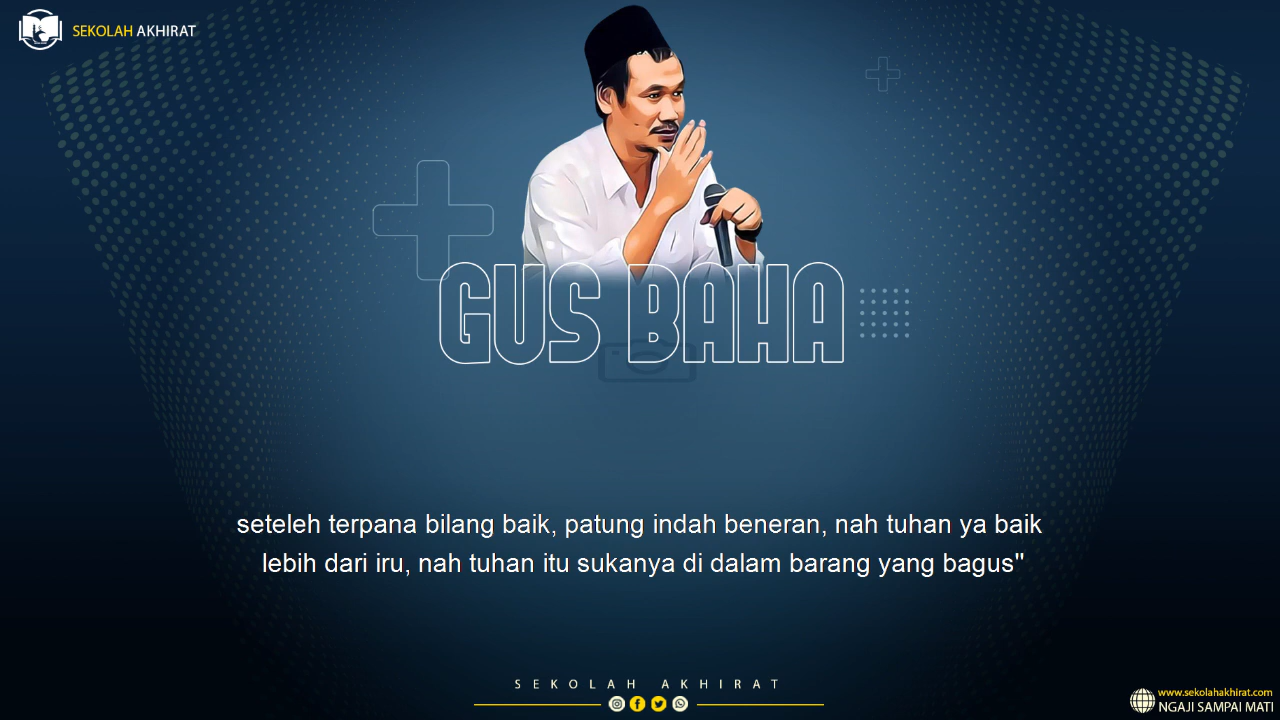 SEKOLAH AKHIRAT
GUS BAHA
seteleh terpana bilang baik, patung indah beneran, nah tuhan ya baik
lebih dari iru, nah tuhan itu sukanya di dalam barang yang bagus"
SEKOLAH AKHIRAT
www.sekolahakhirat.com
NGAJI SAMPAI MATI